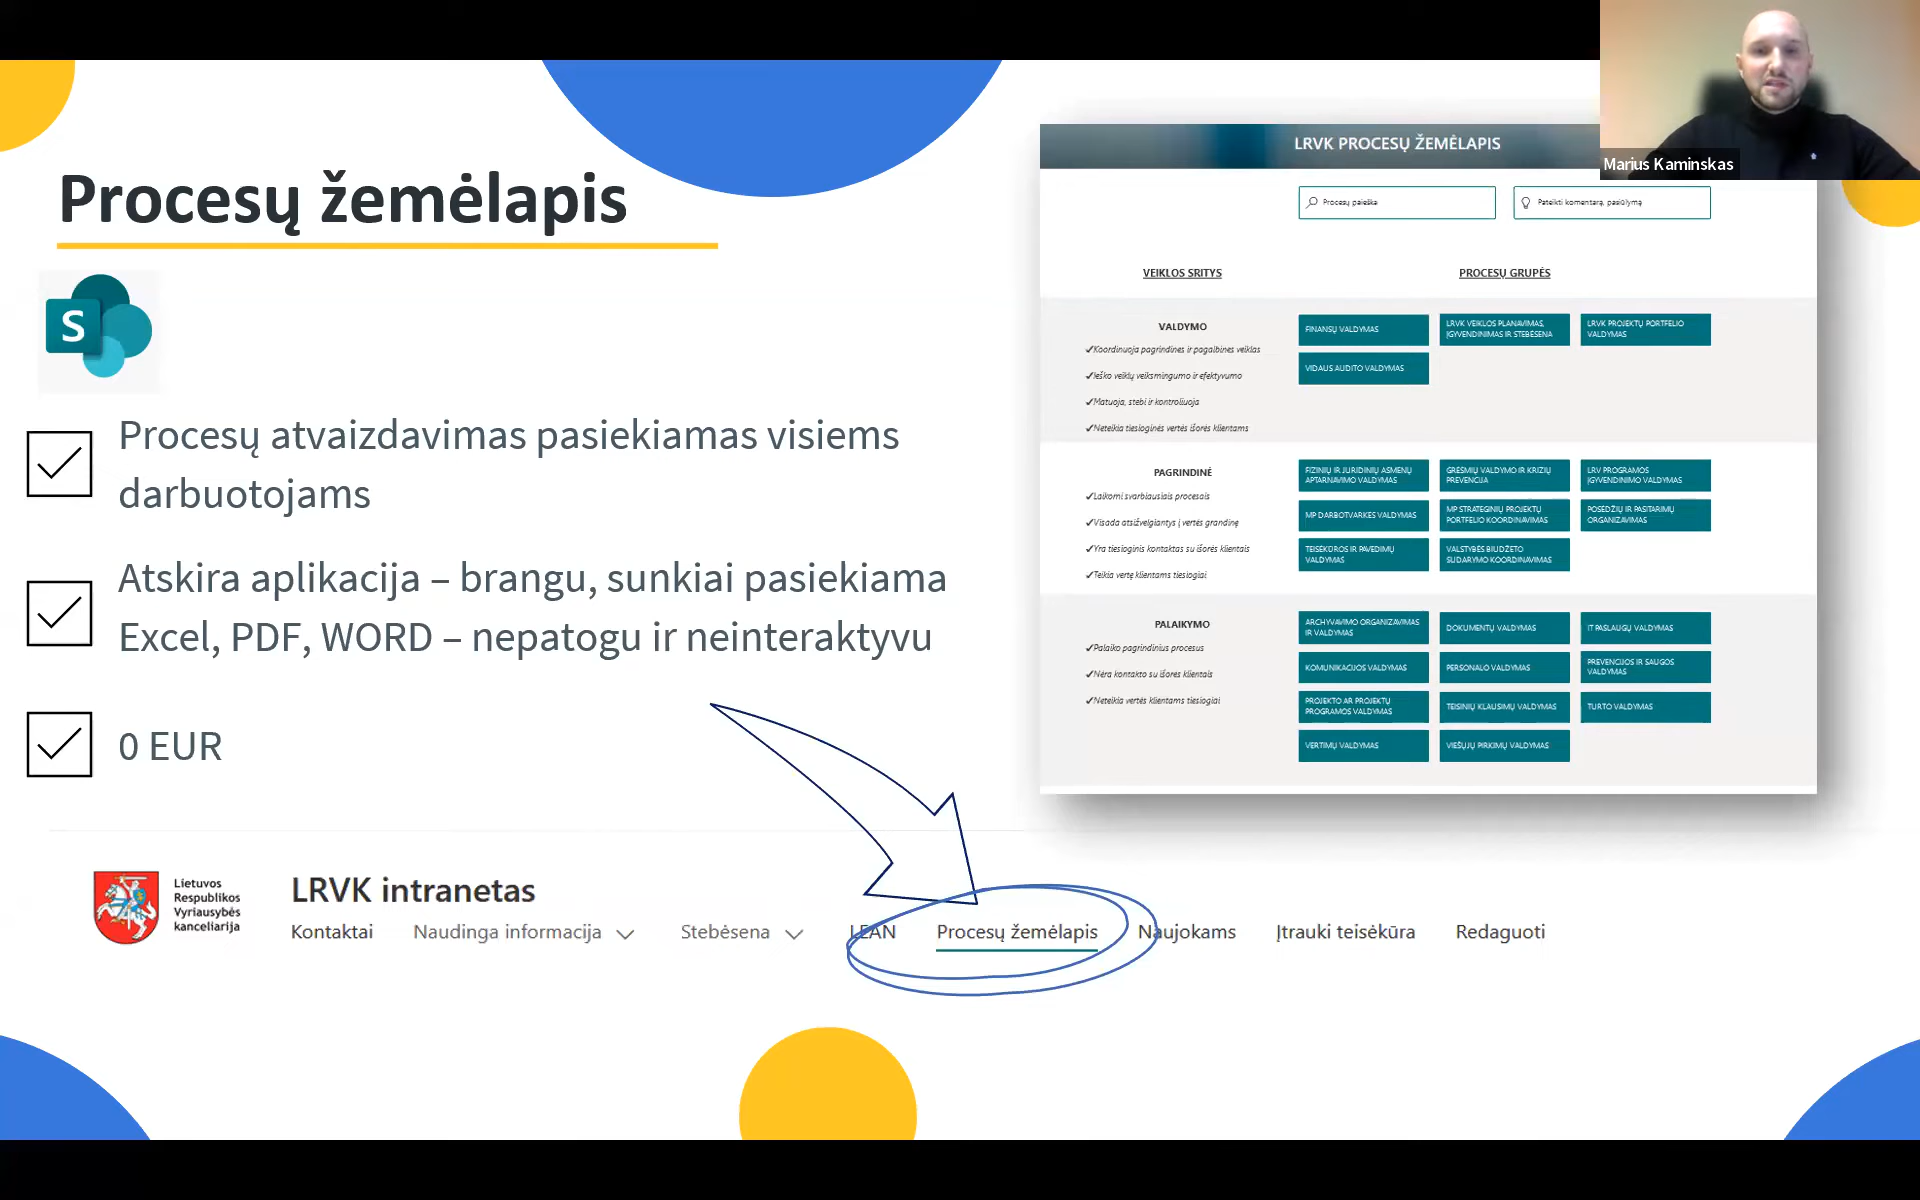 Marius Kaminskas
Procesų žemėlapis
S
Procesų atvaizdavimas pasiekiamas visiems
darbuotojams
Atskira aplikacija – brangu, sunkiai pasiekiama
Excel, PDF, WORD – nepatogu ir neinteraktyvu
0 EUR
LRVK PROCESŲ ŽEMĖLAPIS
Procesų paieška
Pateikti komentarą, pasiūlymą
VEIKLOS SRITYS
PROCESŲ GRUPĖS
VALDYMO
✓Koordinuoja pagrindines ir pagalbines veiklas
✓Ieško veiklų veiksmingumo ir efektyvumo
✓Matuoja, stebi ir kontroliuoja
✓Neteikia tiesioginės vertės išorės klientams
FINANSŲ VALDYMAS
LRVK VEIKLOS PLANAVIMAS,
ĮGYVENDINIMAS IR STEBĖSENA
LRVK PROJEKTŲ PORTFELIO
VALDYMAS
VIDAUS AUDITO VALDYMAS
PAGRINDINĖ
✓Laikomi svarbiausiais procesais
✓Visada atsižvelgiantys į vertės grandinę
✓Yra tiesioginis kontaktas su išorės klientais
✓Teikia vertę klientams tiesiogiai
FIZINIŲ IR JURIDINIŲ ASMENŲ
APTARNAVIMO VALDYMAS
GRĖSMIŲ VALDYMO IR KRIZIŲ
PREVENCIJA
LRV PROGRAMOS
ĮGYVENDINIMO VALDYMAS
MP DARBOTVARKĖS VALDYMAS
MP STRATEGINIŲ PROJEKTŲ
PORTFELIO KOORDINAVIMAS
POSĖDŽIŲ IR PASITARIMŲ
ORGANIZAVIMAS
TEISĖKŪROS IR PAVEDIMŲ
VALDYMAS
VALSTYBĖS BIUDŽETO
SUDARYMO KOORDINAVIMAS
PALAIKYMO
✓Palaiko pagrindinius procesus
✓Nėra kontakto su išorės klientais
✓Neteikia vertės klientams tiesiogiai
ARCHYVAVIMO ORGANIZAVIMAS
IR VALDYMAS
DOKUMENTŲ VALDYMAS
IT PASLAUGŲ VALDYMAS
KOMUNIKACIJOS VALDYMAS
PERSONALO VALDYMAS
PREVENCIJOS IR SAUGOS
VALDYMAS
PROJEKTO AR PROJEKTŲ
PROGRAMOS VALDYMAS
TEISINIŲ KLAUSIMŲ VALDYMAS
TURTO VALDYMAS
VERTIMŲ VALDYMAS
VIEŠŲJŲ PIRKIMŲ VALDYMAS
Lietuvos
Respublikos
Vyriausybės
kanceliarija
LRVK intranetas
Kontaktai Naudinga informacija Stebėsena LEAN Procesų žemėlapis Naujokams Įtrauki teisėkūra Redaguoti